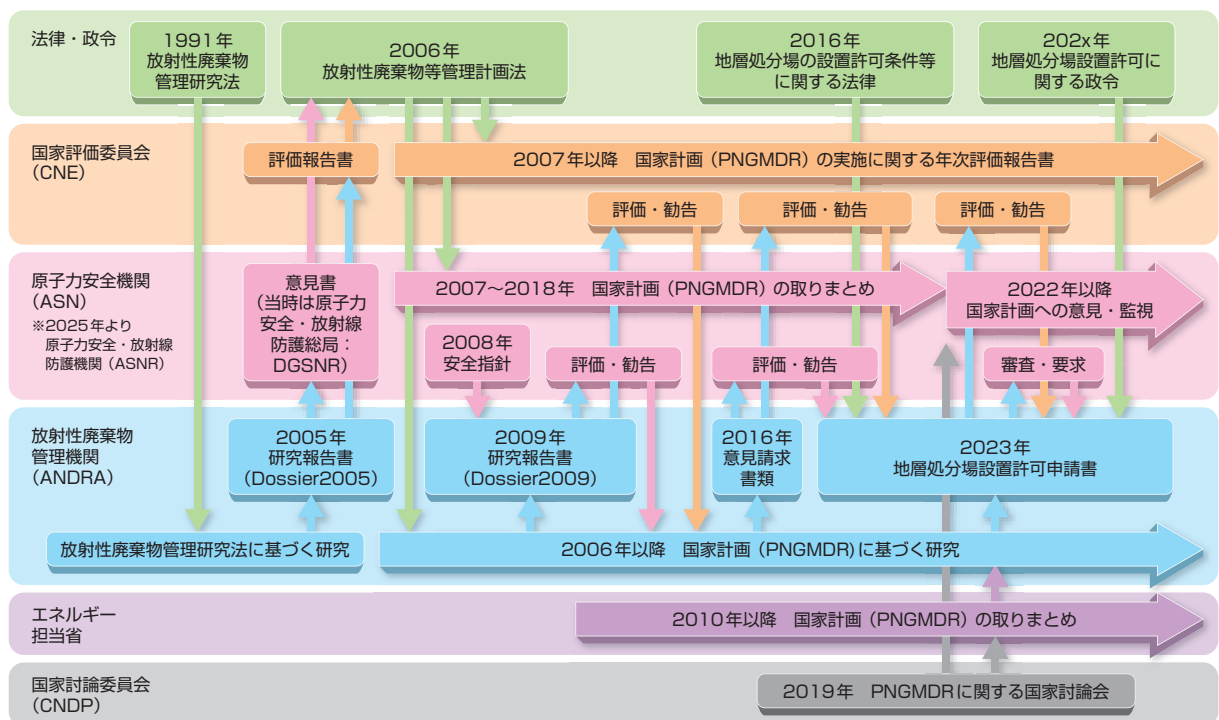 法律・政令
1991年
放射性廃棄物
管理研究法
2006年
放射性廃棄物等管理計画法
2016年
地層処分場の設置許可条件等
に関する法律
202x年
地層処分場設置許可に
関する政令
国家評価委員会
(CNE)
評価報告書
2007年以降 国家計画(PNGMDR)の実施に関する年次評価報告書
評価・勧告
評価・勧告
評価・勧告
原子力安全機関
(ASN)
※2025年より
原子力安全・放射線
防護機関(ASNR)
意見書
(当時は原子力
安全・放射線
防護総局:
DGSNR)
2007〜2018年 国家計画(PNGMDR)の取りまとめ
2022年以降
国家計画への意見・監視
2008年
安全指針
評価・勧告
評価・勧告
審査・要求
放射性廃棄物
管理機関
(ANDRA)
2005年
研究報告書
(Dossier2005)
2009年
研究報告書
(Dossier2009)
2016年
意見請求
書類
2023年
地層処分場設置許可申請書
放射性廃棄物管理研究法に基づく研究
2006年以降 国家計画(PNGMDR)に基づく研究
エネルギー
担当省
2010年以降 国家計画(PNGMDR)の取りまとめ
国家討論委員会
(CNDP)
2019年 PNGMDRに関する国家討論会